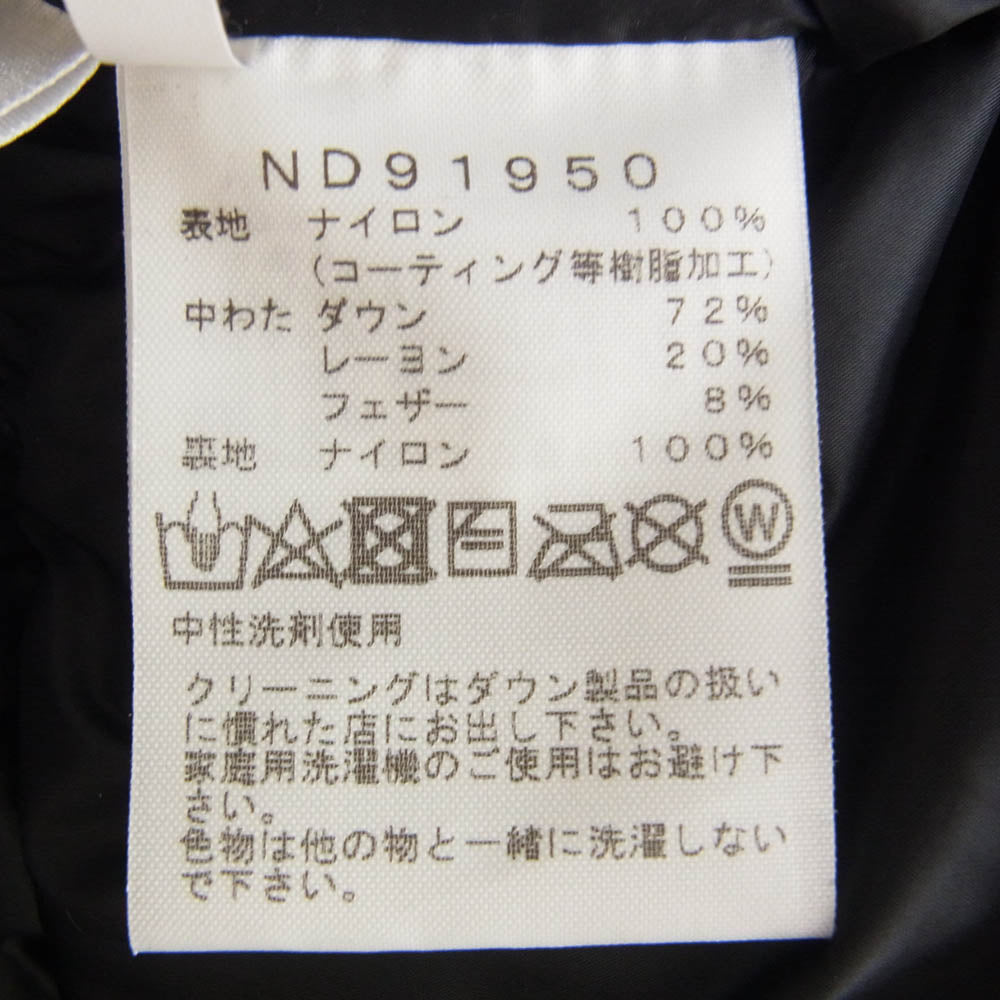 ND91950
表地 ナイロン 100%
(コーティング等樹脂加工)
中わた ダウン 72%
レーヨン 20%
フェザー 8%
裏地 ナイロン 100%
W
中性洗剤使用
クリーニングはダウン製品の扱い
に慣れた店にお出し下さい。
家庭用洗濯機のご使用はお避け下
さい。
色物は他の物と一緒に洗濯しない
で下さい。